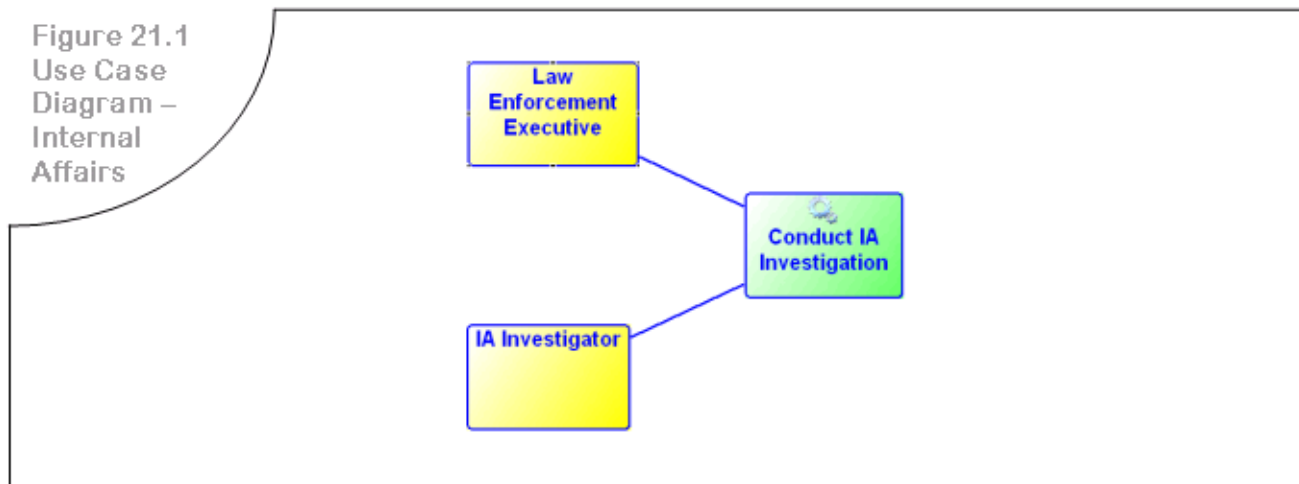 Figure 21.1
Use Case
Diagram –
Internal
Affairs
Law
Enforcement
Executive
Conduct IA
Investigation
IA Investigator